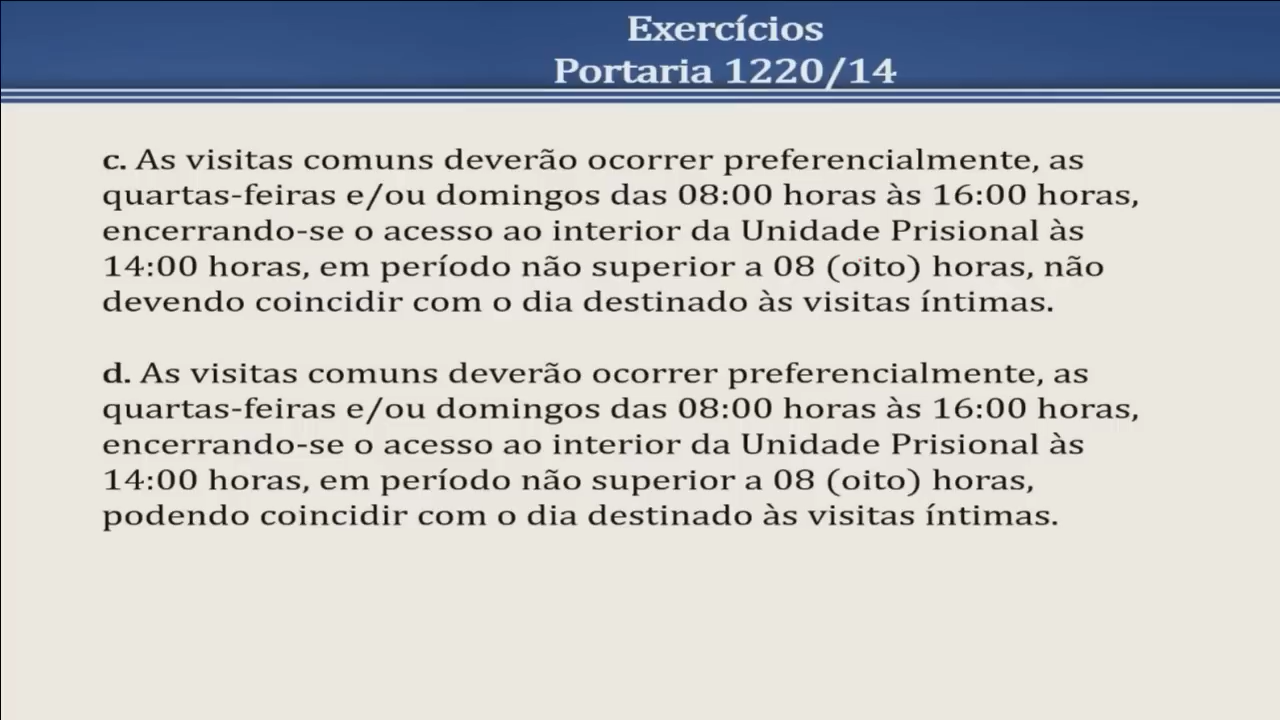 Exercícios
Portaria 1220/14
c. As visitas comuns deverão ocorrer preferencialmente, as
quartas-feiras e/ou domingos das 08:00 horas às 16:00 horas,
encerrando-se o acesso ao interior da Unidade Prisional às
14:00 horas, em período não superior a 08 (oito) horas, não
devendo coincidir com o dia destinado às visitas íntimas.
d. As visitas comuns deverão ocorrer preferencialmente, as
quartas-feiras e/ou domingos das 08:00 horas às 16:00 horas,
encerrando-se o acesso ao interior da Unidade Prisional às
14:00 horas, em período não superior a 08 (oito) horas,
podendo coincidir com o dia destinado às visitas íntimas.